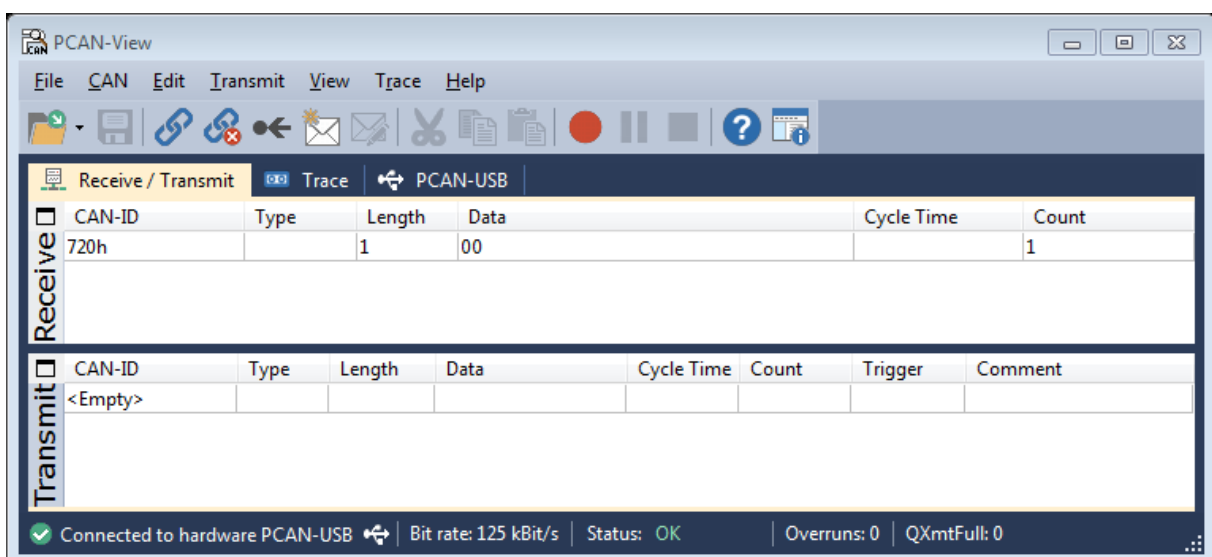 PCAN-View
File CAN Edit Transmit View Trace Help
Receive / Transmit Trace PCAN-USB
Receive
CAN-ID Type Length Data Cycle Time Count
720h 1 00 1
Transmit
CAN-ID Type Length Data Cycle Time Count Trigger Comment
<Empty>
Connected to hardware PCAN-USB Bit rate: 125 kBit/s Status: OK Overruns: 0 QXmtFull: 0